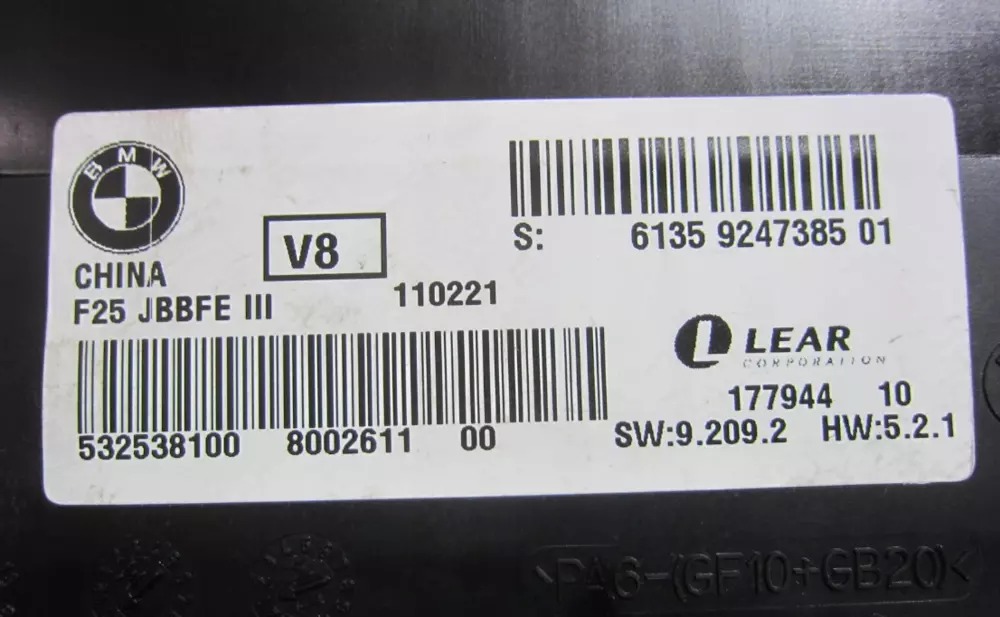 BMW
S: 6135 9247385 01
V8
CHINA
F25 JBBFE III 110221
LEAR
CORPORATION
177944 10
532538100 8002611 00
SW:9.209.2 HW:5.2.1
>PA6-(GF10+GB20)<